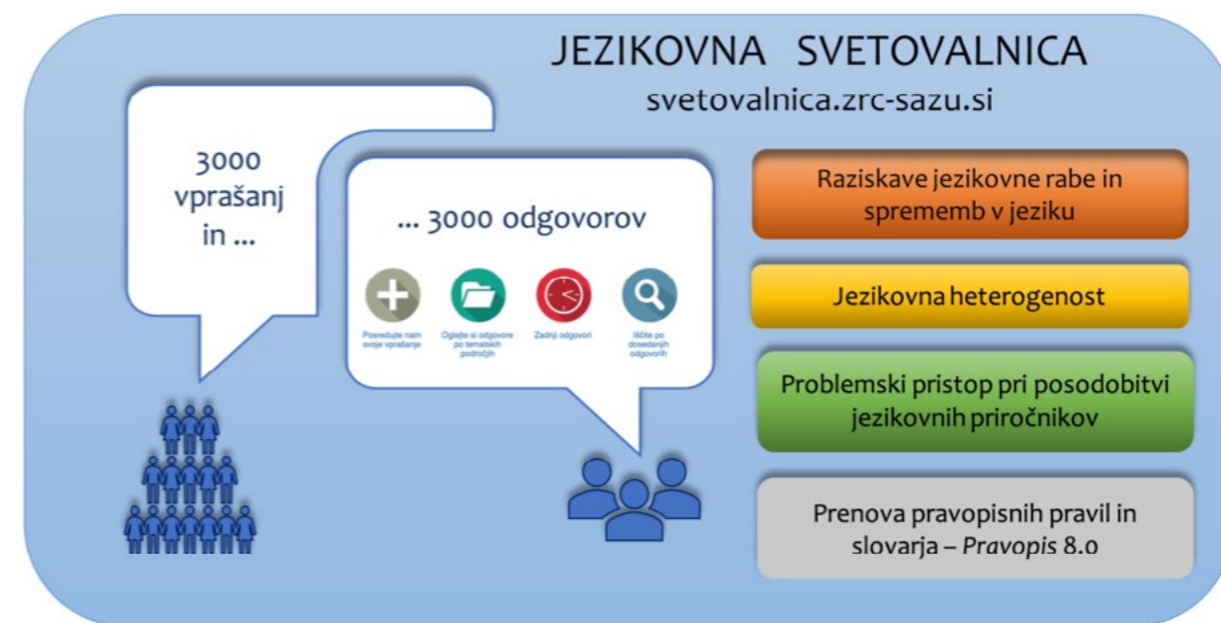 JEZIKOVNA SVETOVALNICA
svetovalnica.zrc-sazu.si
3000
vprašanj
in ...
... 3000 odgovorov
Posredujte nam
svoje vprašanje
Oglejte si odgovore
po tematskih
področjih
Zadnji odgovori
Iščite po
dosedanjih
odgovorih
Raziskave jezikovne rabe in
sprememb v jeziku
Jezikovna heterogenost
Problemski pristop pri posodobitvi
jezikovnih priročnikov
Prenova pravopisnih pravil in
slovarja – Pravopis 8.0